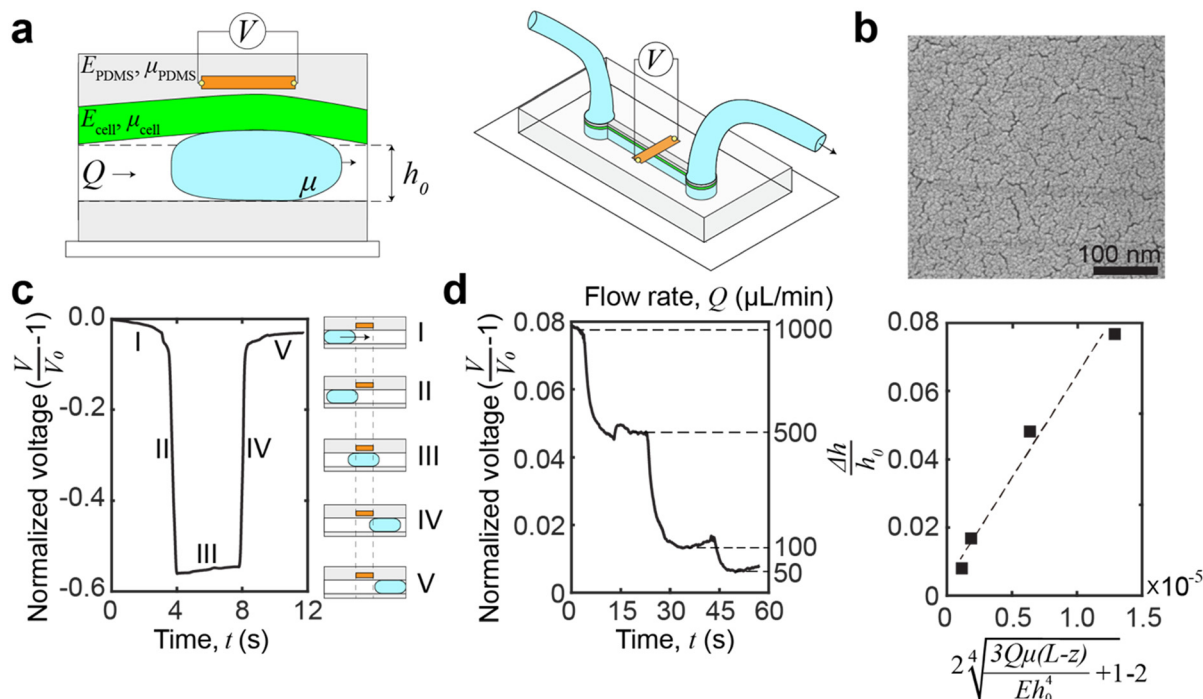 a
V
E_PDMS, μ_PDMS
E_cell, μ_cell
Q →
μ
h_0
V
b
100 nm
c
Normalized voltage (V/V_o -1)
0.0
-0.2
-0.4
-0.6
I
II
III
IV
V
0 4 8 12
Time, t (s)
I
II
III
IV
V
d
Flow rate, Q (μL/min)
Normalized voltage (V/V_o -1)
0.08
0.06
0.04
0.02
0
1000
500
100
50
0 15 30 45 60
Time, t (s)
Δh/h_0
0.08
0.06
0.04
0.02
0
0 0.5 1.0 1.5
×10^-5
2 ∜(3Qμ(L-z)/Eh_0^4 +1-2